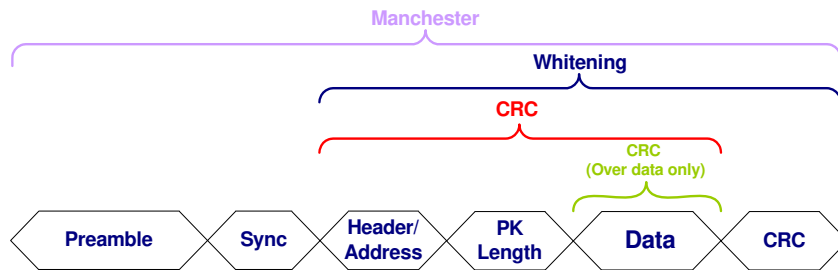 Manchester
Whitening
CRC
CRC
(Over data only)
Preamble
Sync
Header/
Address
PK
Length
Data
CRC